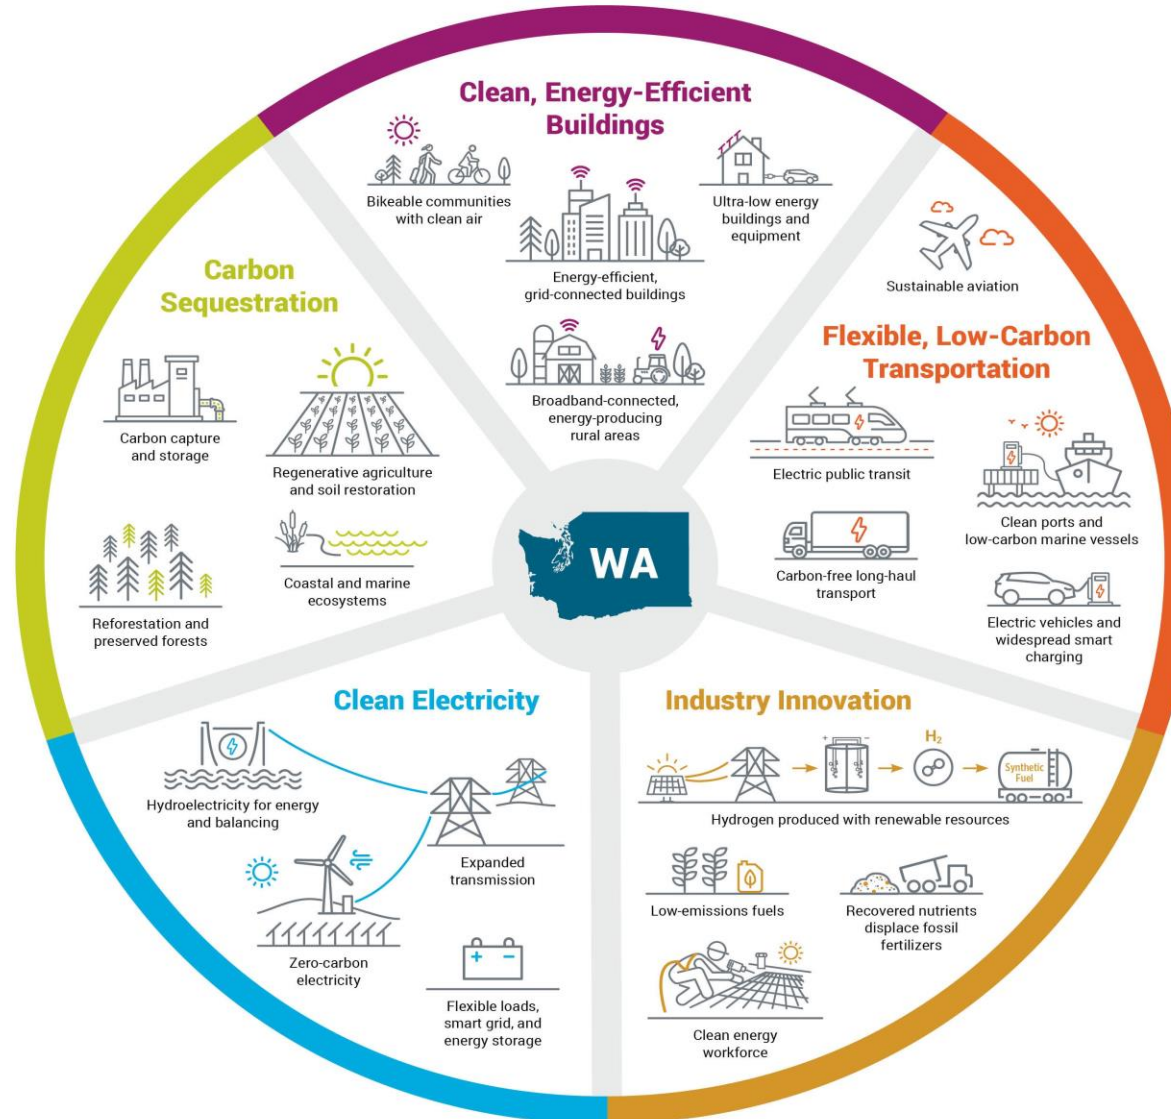 Clean, Energy-Efficient
Buildings
Bikeable communities
with clean air
Energy-efficient,
grid-connected buildings
Ultra-low energy
buildings and
equipment
Broadband-connected,
energy-producing
rural areas
Sustainable aviation
Flexible, Low-Carbon
Transportation
Electric public transit
Clean ports and
low-carbon marine vessels
Carbon-free long-haul
transport
Electric vehicles and
widespread smart
charging
Industry Innovation
+ −
H2
Synthetic
Fuel
Hydrogen produced with renewable resources
Low-emissions fuels
Recovered nutrients
displace fossil
fertilizers
Clean energy
workforce
Clean Electricity
Hydroelectricity for energy
and balancing
Expanded
transmission
Zero-carbon
electricity
+ −
Flexible loads,
smart grid, and
energy storage
Carbon
Sequestration
Carbon capture
and storage
Regenerative agriculture
and soil restoration
Reforestation and
preserved forests
Coastal and marine
ecosystems
WA